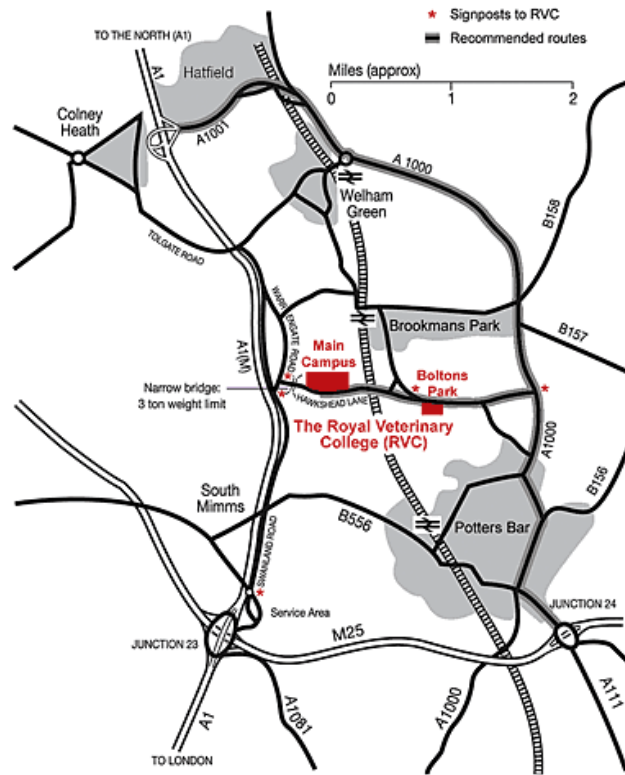 * Signposts to RVC
Recommended routes
TO THE NORTH (A1)
A1
Hatfield
Miles (approx)
0 1 2
Colney
Heath
A1001
A 1000
Welham
Green
B158
TOLGATE ROAD
WARRENGATE ROAD
A1(M)
Brookmans Park
B157
Main
Campus
Boltons
Park
Narrow bridge:
3 ton weight limit
HAWKSHEAD LANE
The Royal Veterinary
College (RVC)
A1000
South
Mimms
B156
B556
Potters Bar
SWANLAND ROAD
Service Area
JUNCTION 24
JUNCTION 23
M25
A1
A1081
A1000
A111
TO LONDON